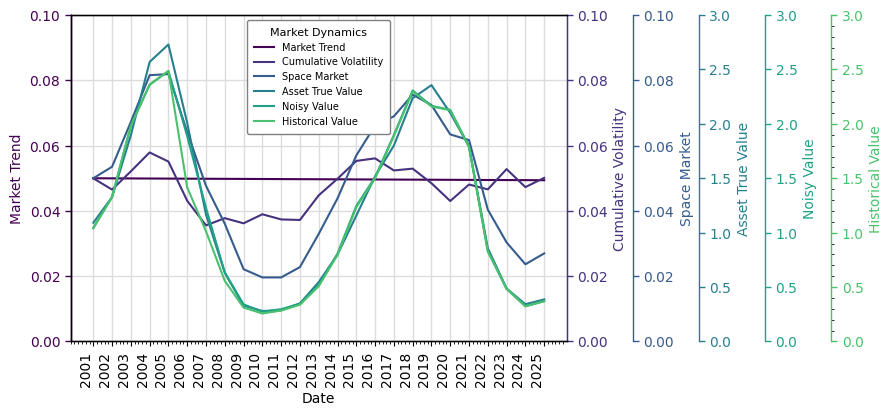 Market Dynamics
Market Trend
Cumulative Volatility
Space Market
Asset True Value
Noisy Value
Historical Value
Market Trend
0.10
0.08
0.06
0.04
0.02
0.00
2001 2002 2003 2004 2005 2006 2007 2008 2009 2010 2011 2012 2013 2014 2015 2016 2017 2018 2019 2020 2021 2022 2023 2024 2025
Date
0.10
0.08
0.06
0.04
0.02
0.00
Cumulative Volatility
0.10
0.08
0.06
0.04
0.02
0.00
Space Market
3.0
2.5
2.0
1.5
1.0
0.5
0.0
Asset True Value
3.0
2.5
2.0
1.5
1.0
0.5
0.0
Noisy Value
3.0
2.5
2.0
1.5
1.0
0.5
0.0
Historical Value